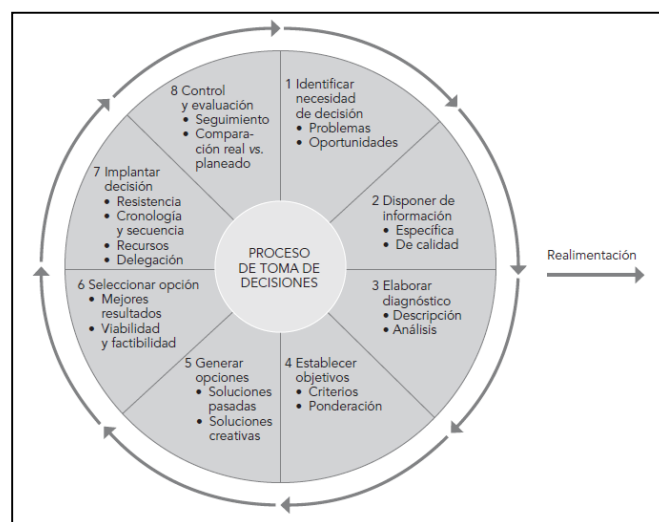 1 Identificar
necesidad
de decisión
• Problemas
• Oportunidades
2 Disponer de
información
• Específica
• De calidad
3 Elaborar
diagnóstico
• Descripción
• Análisis
4 Establecer
objetivos
• Criterios
• Ponderación
5 Generar
opciones
• Soluciones
pasadas
• Soluciones
creativas
6 Seleccionar opción
• Mejores
resultados
• Viabilidad
y factibilidad
7 Implantar
decisión
• Resistencia
• Cronología
y secuencia
• Recursos
• Delegación
8 Control
y evaluación
• Seguimiento
• Compara-
ción real vs.
planeado
PROCESO
DE TOMA DE
DECISIONES
Realimentación